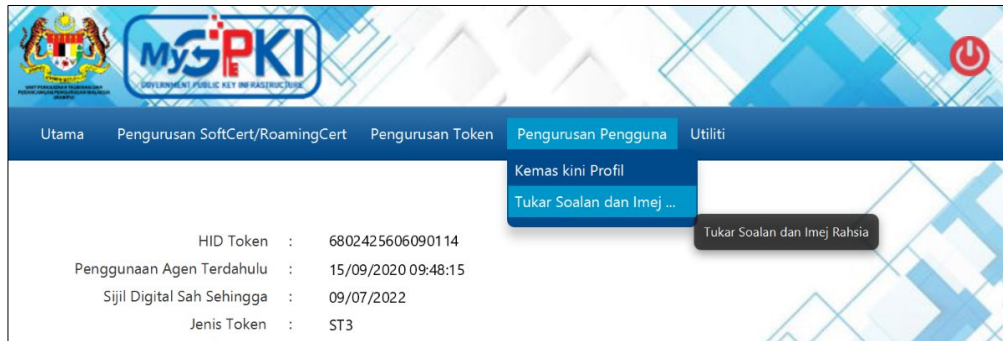 MyGPKI
GOVERNMENT PUBLIC KEY INFRASTRUCTURE
Utama Pengurusan SoftCert/RoamingCert Pengurusan Token Pengurusan Pengguna Utiliti
Kemas kini Profil
Tukar Soalan dan Imej ...
Tukar Soalan dan Imej Rahsia
HID Token : 6802425606090114
Penggunaan Agen Terdahulu : 15/09/2020 09:48:15
Sijil Digital Sah Sehingga : 09/07/2022
Jenis Token : ST3